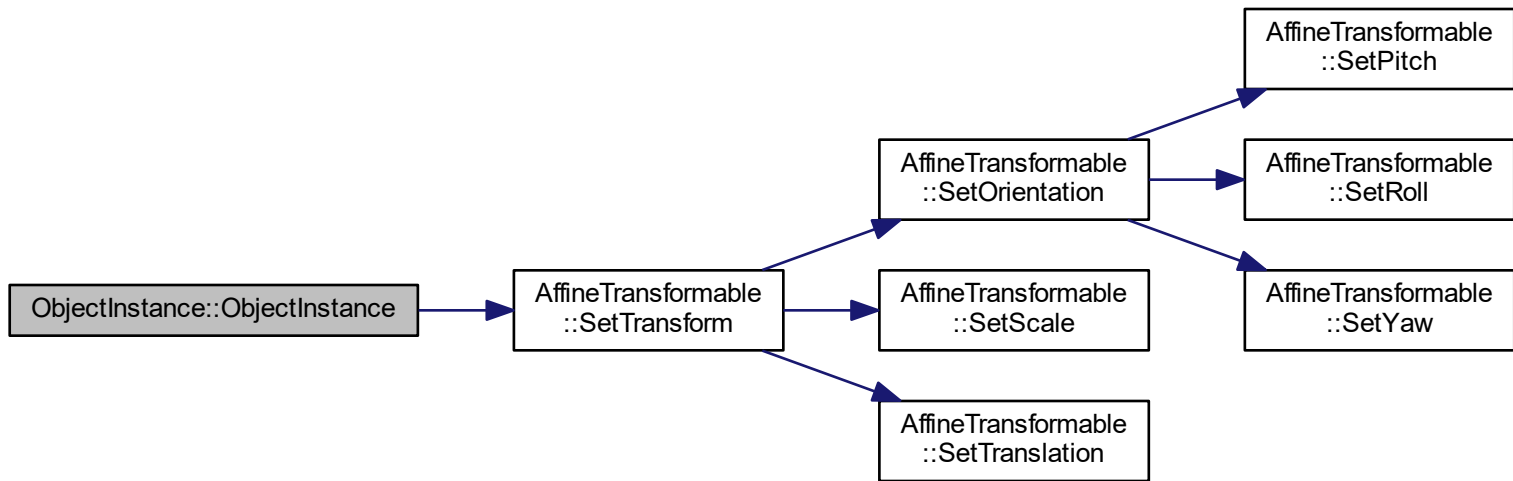 ObjectInstance::ObjectInstance
AffineTransformable
::SetTransform
AffineTransformable
::SetOrientation
AffineTransformable
::SetScale
AffineTransformable
::SetTranslation
AffineTransformable
::SetPitch
AffineTransformable
::SetRoll
AffineTransformable
::SetYaw